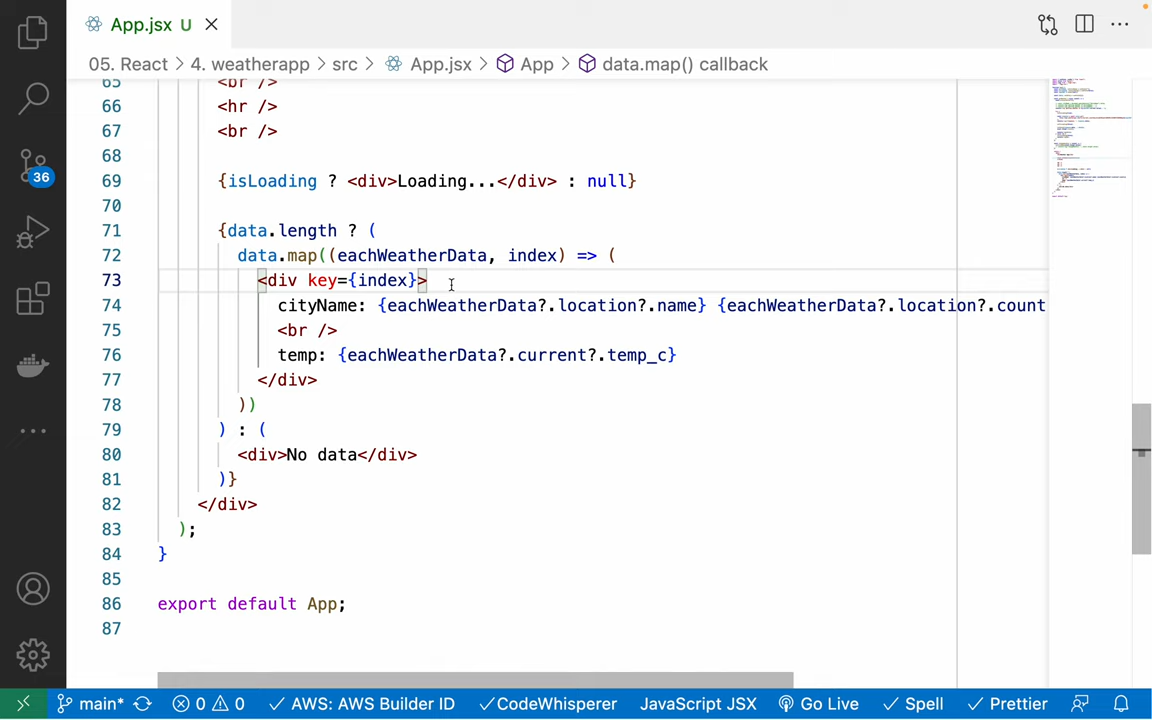 App.jsx U
05. React > 4. weatherapp > src > App.jsx > App > data.map() callback
65 <br />
66 <hr />
67 <br />
68
69 {isLoading ? <div>Loading...</div> : null}
70
71 {data.length ? (
72 data.map((eachWeatherData, index) => (
73 <div key={index}>
74 cityName: {eachWeatherData?.location?.name} {eachWeatherData?.location?.count
75 <br />
76 temp: {eachWeatherData?.current?.temp_c}
77 </div>
78 ))
79 ) : (
80 <div>No data</div>
81 )}
82 </div>
83 );
84 }
85
86 export default App;
87
36
main* 0 0 AWS: AWS Builder ID CodeWhisperer JavaScript JSX Go Live Spell Prettier